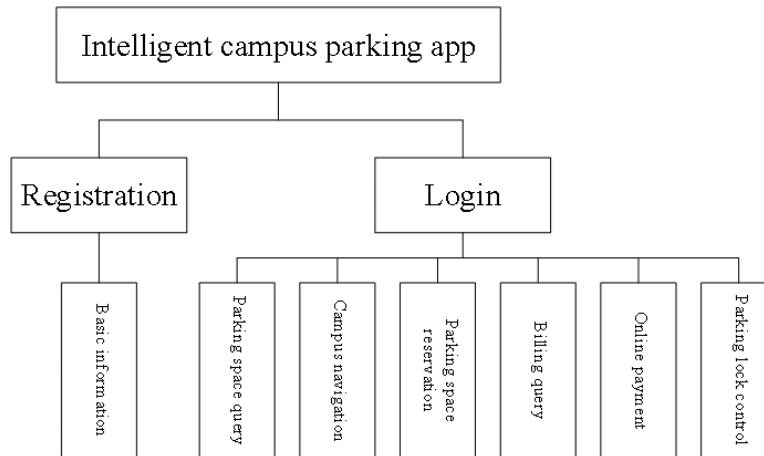 Intelligent campus parking app
Registration
Login
Basic information
Parking space query
Campus navigation
Parking space
reservation
Billing query
Online payment
Parking lock control